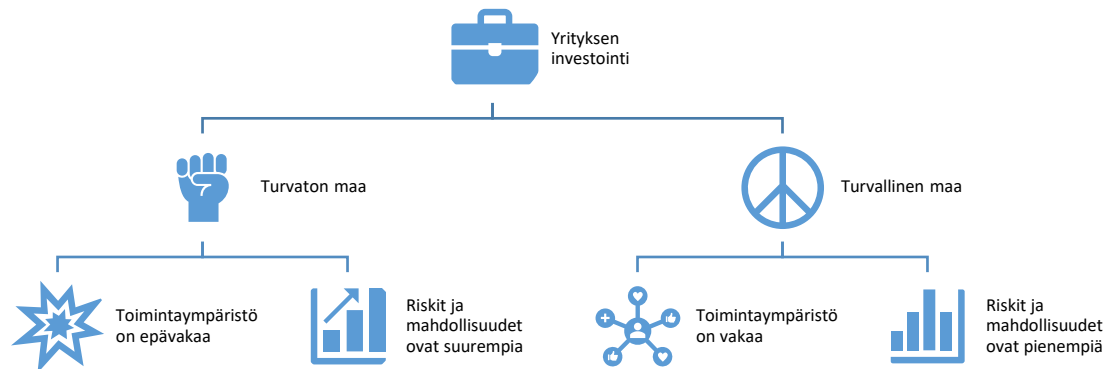 Yrityksen
investointi
Turvaton maa
Turvallinen maa
Toimintaympäristö
on epävakaa
Riskit ja
mahdollisuudet
ovat suurempia
Toimintaympäristö
on vakaa
Riskit ja
mahdollisuudet
ovat pienempiä